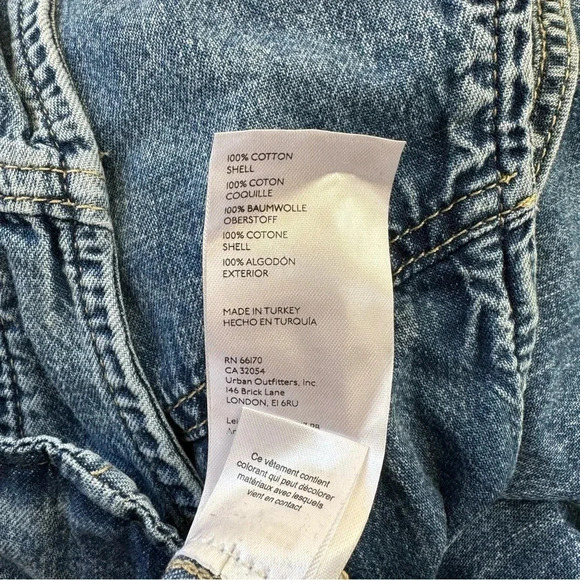 100% COTTON
SHELL
100% COTON
COQUILLE
100% BAUMWOLLE
OBERSTOFF
100% COTONE
SHELL
100% ALGODÓN
EXTERIOR
MADE IN TURKEY
HECHO EN TURQUÍA
RN 66170
CA 32054
Urban Outfitters, Inc.
146 Brick Lane
LONDON, E1 6RU
Ce vêtement contient
colorant qui peut décolorer
matériaux avec lesquels
vient en contact